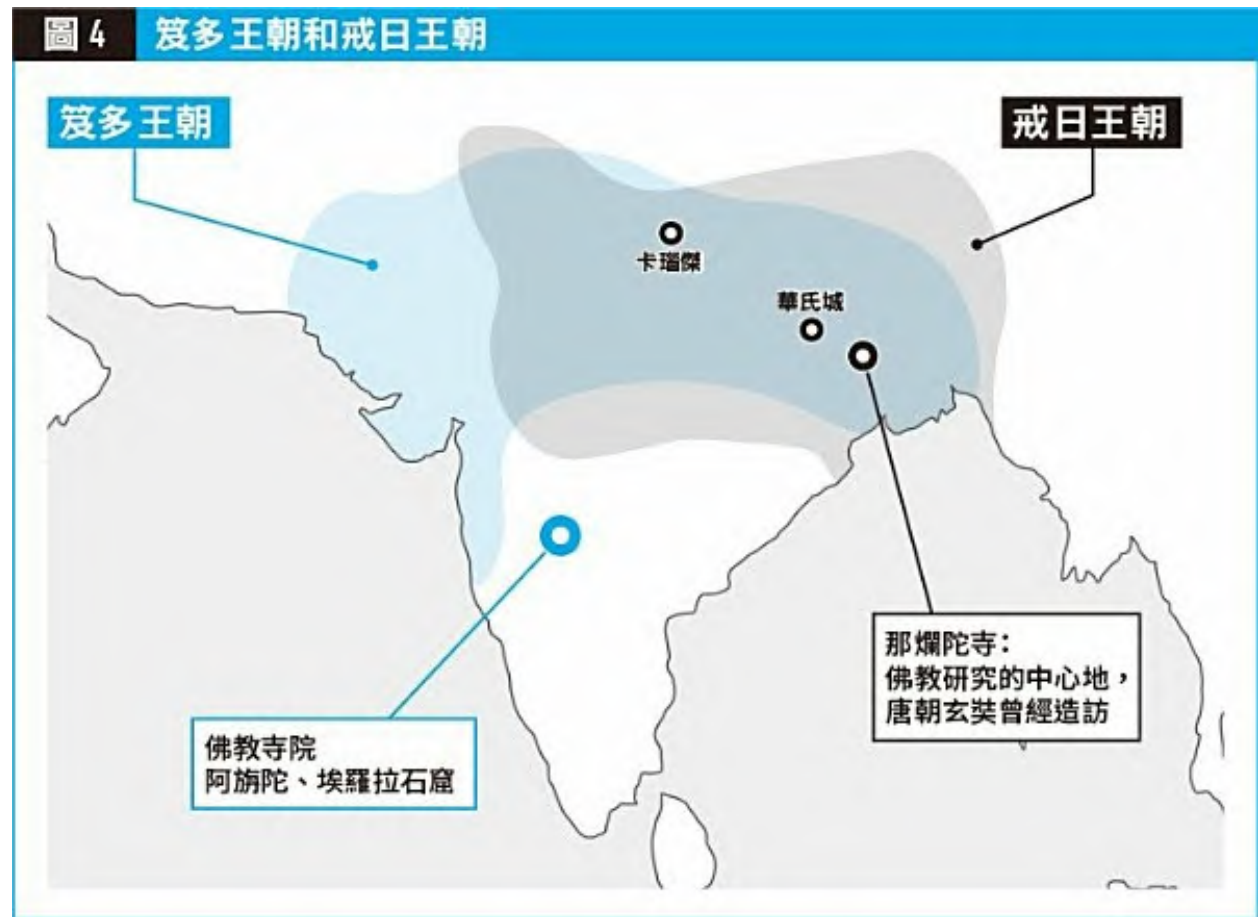 圖4 笈多王朝和戒日王朝
笈多王朝
戒日王朝
卡瑙傑
華氏城
那爛陀寺：
佛教研究的中心地，
唐朝玄奘曾經造訪
佛教寺院
阿旃陀、埃羅拉石窟